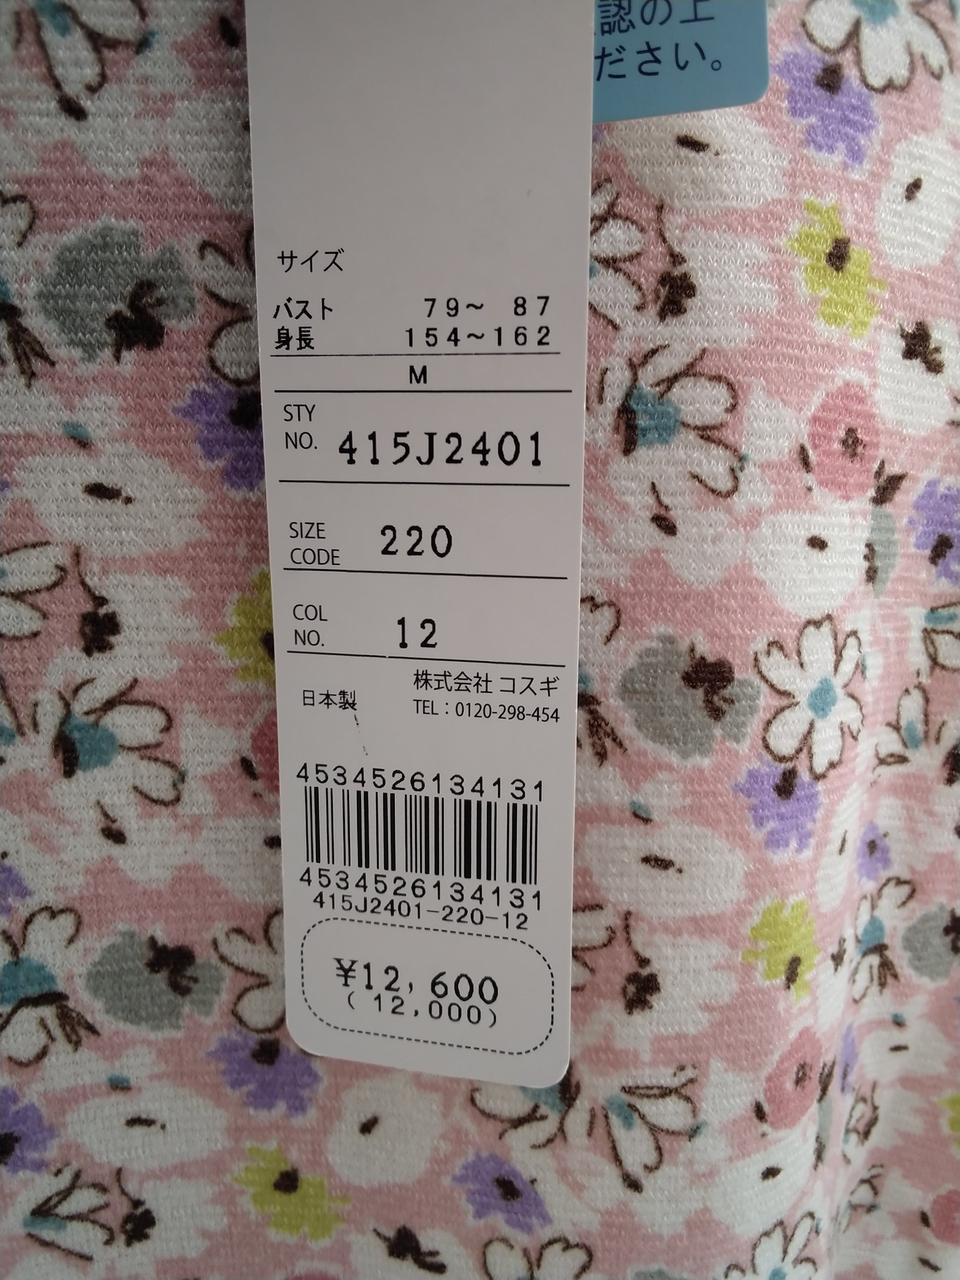 認の上
ださい。
サイズ
バスト 79～ 87
身長 154～162
M
STY NO. 415J2401
SIZE CODE 220
COL NO. 12
日本製
株式会社 コスギ
TEL：0120-298-454
4534526134131
4534526134131
415J2401-220-12
¥12,600
( 12,000)